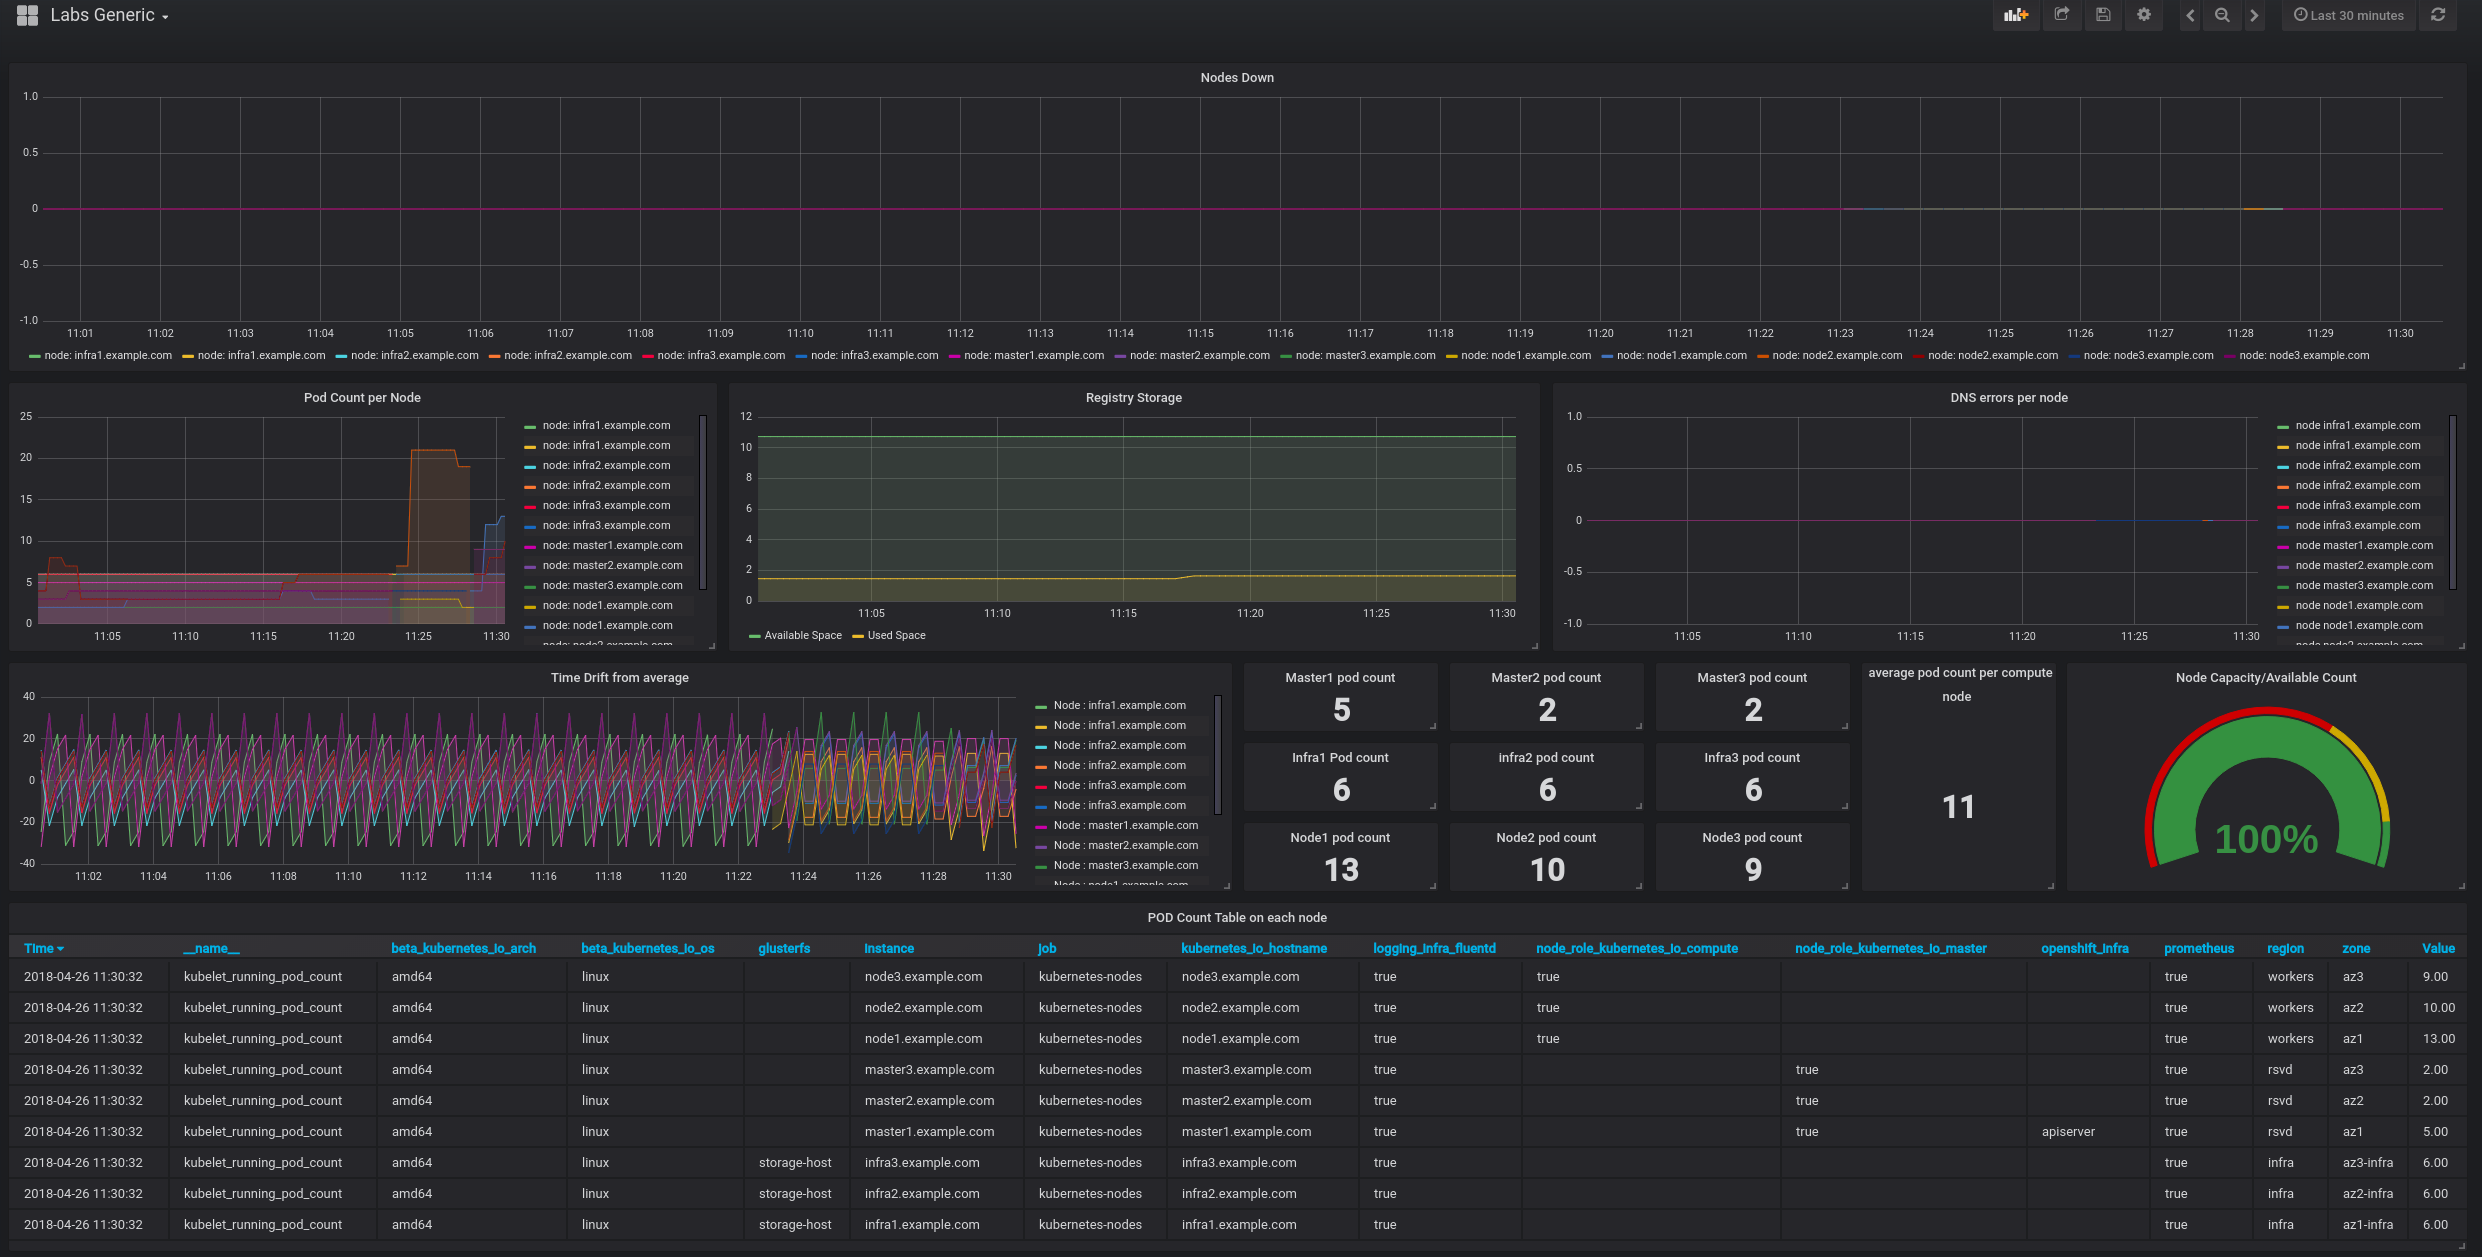 Labs Generic
Last 30 minutes
Nodes Down
1.0
0.5
0
-0.5
-1.0
11:01 11:02 11:03 11:04 11:05 11:06 11:07 11:08 11:09 11:10 11:11 11:12 11:13 11:14 11:15 11:16 11:17 11:18 11:19 11:20 11:21 11:22 11:23 11:24 11:25 11:26 11:27 11:28 11:29 11:30
node: infra1.example.com node: infra1.example.com node: infra2.example.com node: infra2.example.com node: infra3.example.com node: infra3.example.com node: master1.example.com node: master2.example.com node: master3.example.com node: node1.example.com node: node1.example.com node: node2.example.com node: node2.example.com node: node3.example.com node: node3.example.com
Pod Count per Node
25
20
15
10
5
0
11:05 11:10 11:15 11:20 11:25 11:30
node: infra1.example.com
node: infra1.example.com
node: infra2.example.com
node: infra2.example.com
node: infra3.example.com
node: infra3.example.com
node: master1.example.com
node: master2.example.com
node: master3.example.com
node: node1.example.com
node: node1.example.com
node: node2.example.com
Registry Storage
12
10
8
6
4
2
0
11:05 11:10 11:15 11:20 11:25 11:30
Available Space Used Space
DNS errors per node
1.0
0.5
0
-0.5
-1.0
11:05 11:10 11:15 11:20 11:25 11:30
node infra1.example.com
node infra1.example.com
node infra2.example.com
node infra2.example.com
node infra3.example.com
node infra3.example.com
node master1.example.com
node master2.example.com
node master3.example.com
node node1.example.com
node node1.example.com
node node2.example.com
Time Drift from average
40
20
0
-20
-40
11:02 11:04 11:06 11:08 11:10 11:12 11:14 11:16 11:18 11:20 11:22 11:24 11:26 11:28 11:30
Node : infra1.example.com
Node : infra1.example.com
Node : infra2.example.com
Node : infra2.example.com
Node : infra3.example.com
Node : infra3.example.com
Node : master1.example.com
Node : master2.example.com
Node : master3.example.com
Node : node1.example.com
Master1 pod count
5
Master2 pod count
2
Master3 pod count
2
Infra1 Pod count
6
infra2 pod count
6
Infra3 pod count
6
Node1 pod count
13
Node2 pod count
10
Node3 pod count
9
average pod count per compute
node
11
Node Capacity/Available Count
100%
POD Count Table on each node
Time __name__ beta_kubernetes_io_arch beta_kubernetes_io_os glusterfs instance job kubernetes_io_hostname logging_infra_fluentd node_role_kubernetes_io_compute node_role_kubernetes_io_master openshift_infra prometheus region zone Value
2018-04-26 11:30:32 kubelet_running_pod_count amd64 linux node3.example.com kubernetes-nodes node3.example.com true true true workers az3 9.00
2018-04-26 11:30:32 kubelet_running_pod_count amd64 linux node2.example.com kubernetes-nodes node2.example.com true true true workers az2 10.00
2018-04-26 11:30:32 kubelet_running_pod_count amd64 linux node1.example.com kubernetes-nodes node1.example.com true true true workers az1 13.00
2018-04-26 11:30:32 kubelet_running_pod_count amd64 linux master3.example.com kubernetes-nodes master3.example.com true true true rsvd az3 2.00
2018-04-26 11:30:32 kubelet_running_pod_count amd64 linux master2.example.com kubernetes-nodes master2.example.com true true true rsvd az2 2.00
2018-04-26 11:30:32 kubelet_running_pod_count amd64 linux master1.example.com kubernetes-nodes master1.example.com true true apiserver true rsvd az1 5.00
2018-04-26 11:30:32 kubelet_running_pod_count amd64 linux storage-host infra3.example.com kubernetes-nodes infra3.example.com true true infra az3-infra 6.00
2018-04-26 11:30:32 kubelet_running_pod_count amd64 linux storage-host infra2.example.com kubernetes-nodes infra2.example.com true true infra az2-infra 6.00
2018-04-26 11:30:32 kubelet_running_pod_count amd64 linux storage-host infra1.example.com kubernetes-nodes infra1.example.com true true infra az1-infra 6.00